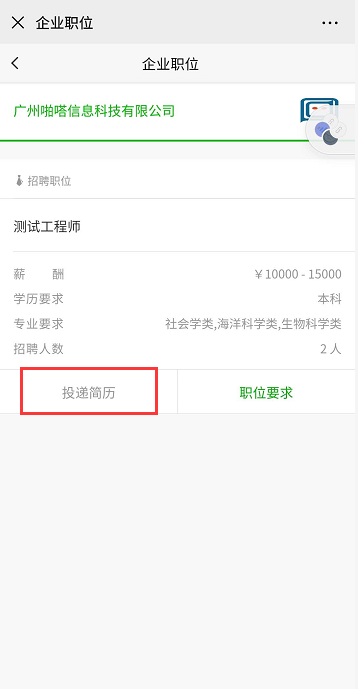 企业职位
企业职位
广州啪嗒信息科技有限公司
招聘职位
测试工程师
薪 酬 ￥10000 - 15000
学历要求 本科
专业要求 社会学类,海洋科学类,生物科学类
招聘人数 2 人
投递简历 职位要求